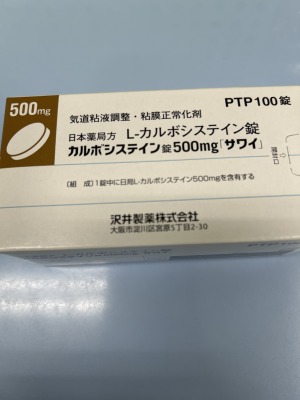 500mg
気道粘液調整・粘膜正常化剤
PTP100錠
日本薬局方 L-カルボシステイン錠
カルボシステイン錠500mg「サワイ」
開封口
〔組 成〕1錠中に日局L-カルボシステイン500mgを含有する
沢井製薬株式会社
大阪市淀川区宮原5丁目2-30
PTP10